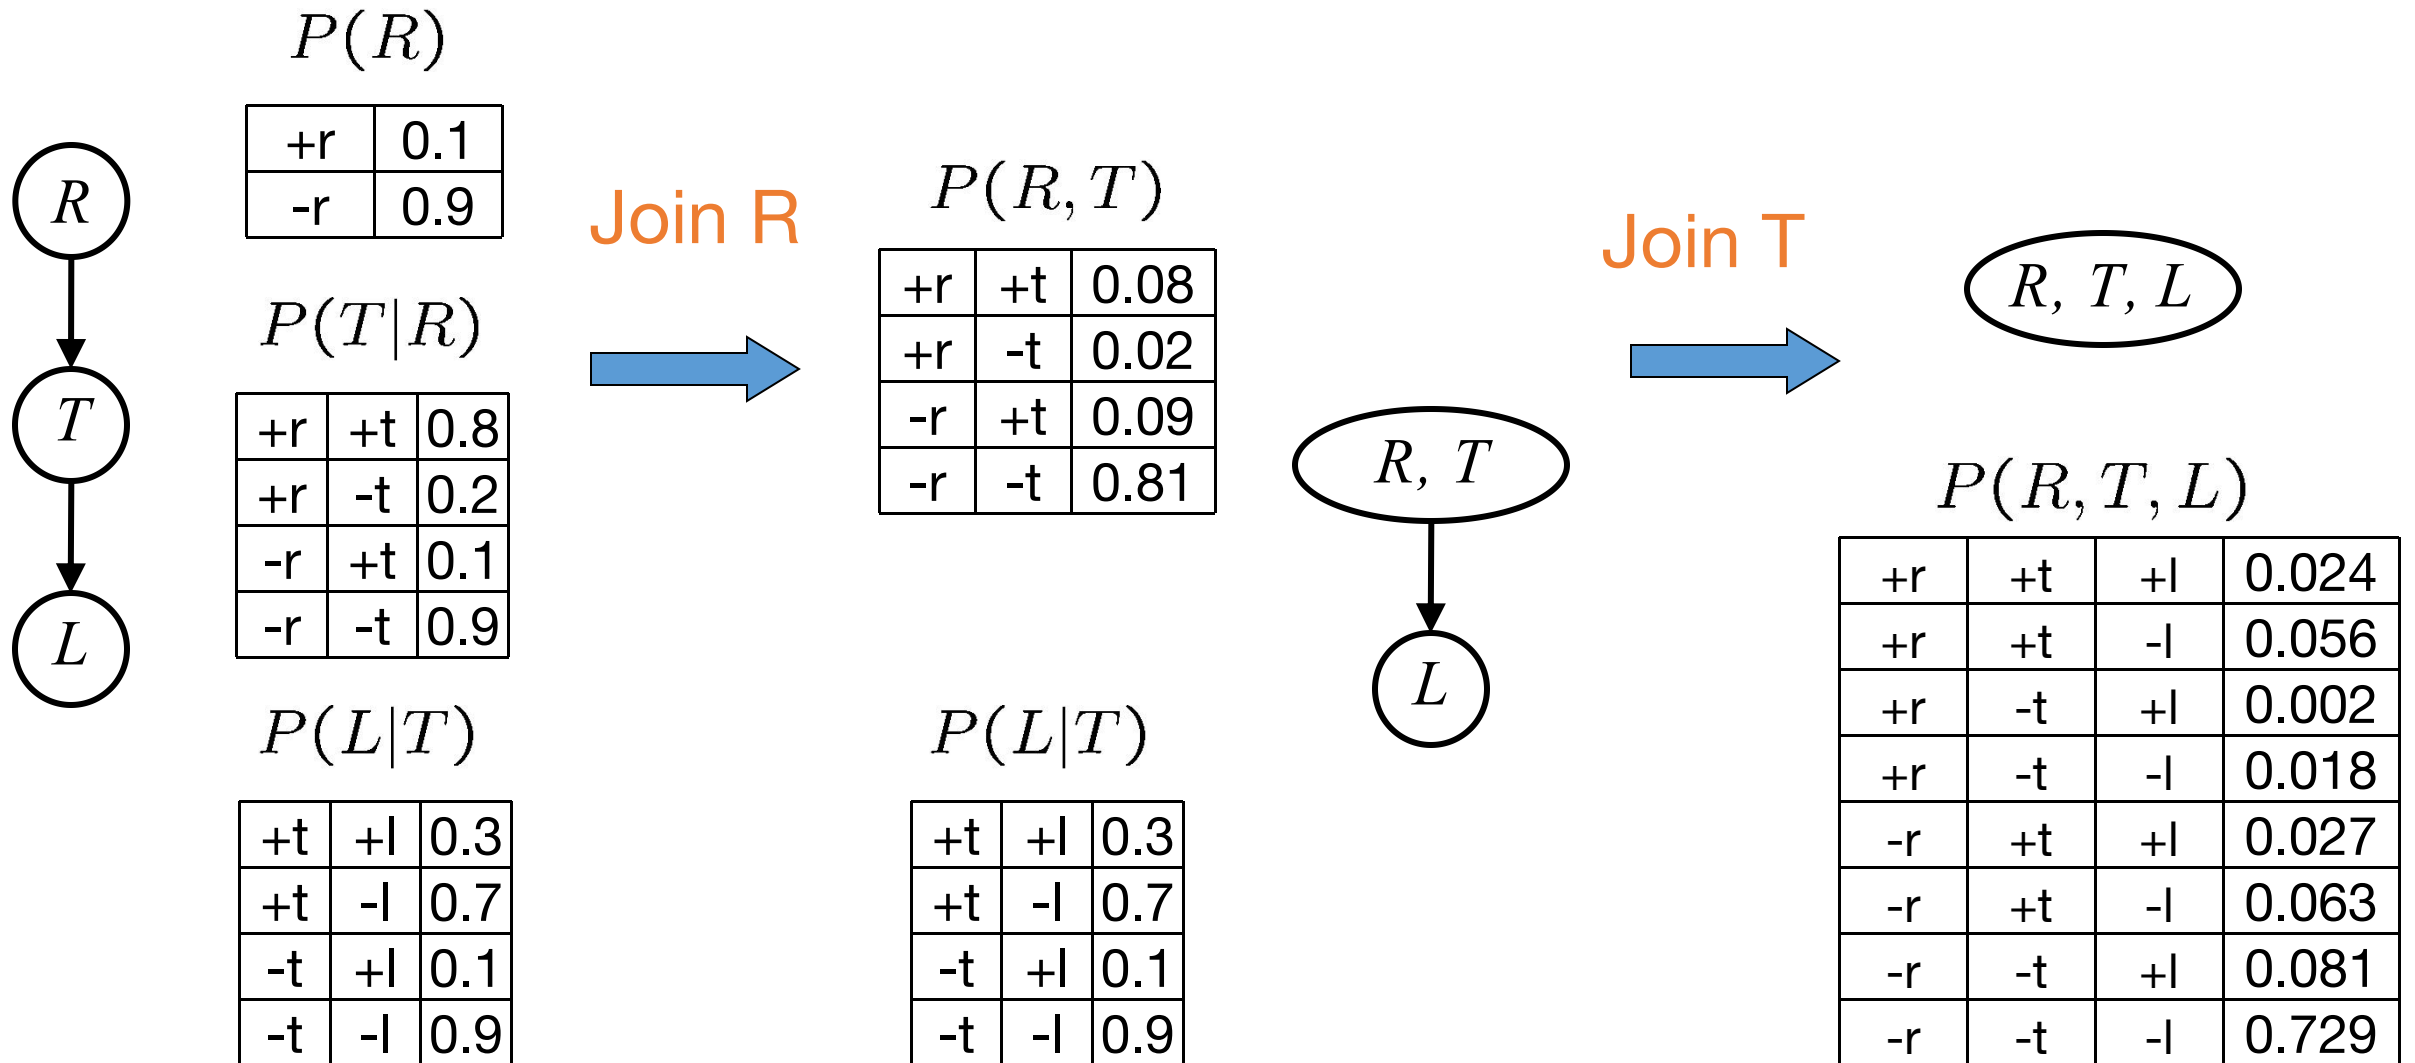 P(R)
+r 0.1
-r 0.9
R
T
L
P(T|R)
+r +t 0.8
+r -t 0.2
-r +t 0.1
-r -t 0.9
P(L|T)
+t +l 0.3
+t -l 0.7
-t +l 0.1
-t -l 0.9
Join R
P(R,T)
+r +t 0.08
+r -t 0.02
-r +t 0.09
-r -t 0.81
P(L|T)
+t +l 0.3
+t -l 0.7
-t +l 0.1
-t -l 0.9
R, T
L
Join T
R, T, L
P(R,T,L)
+r +t +l 0.024
+r +t -l 0.056
+r -t +l 0.002
+r -t -l 0.018
-r +t +l 0.027
-r +t -l 0.063
-r -t +l 0.081
-r -t -l 0.729